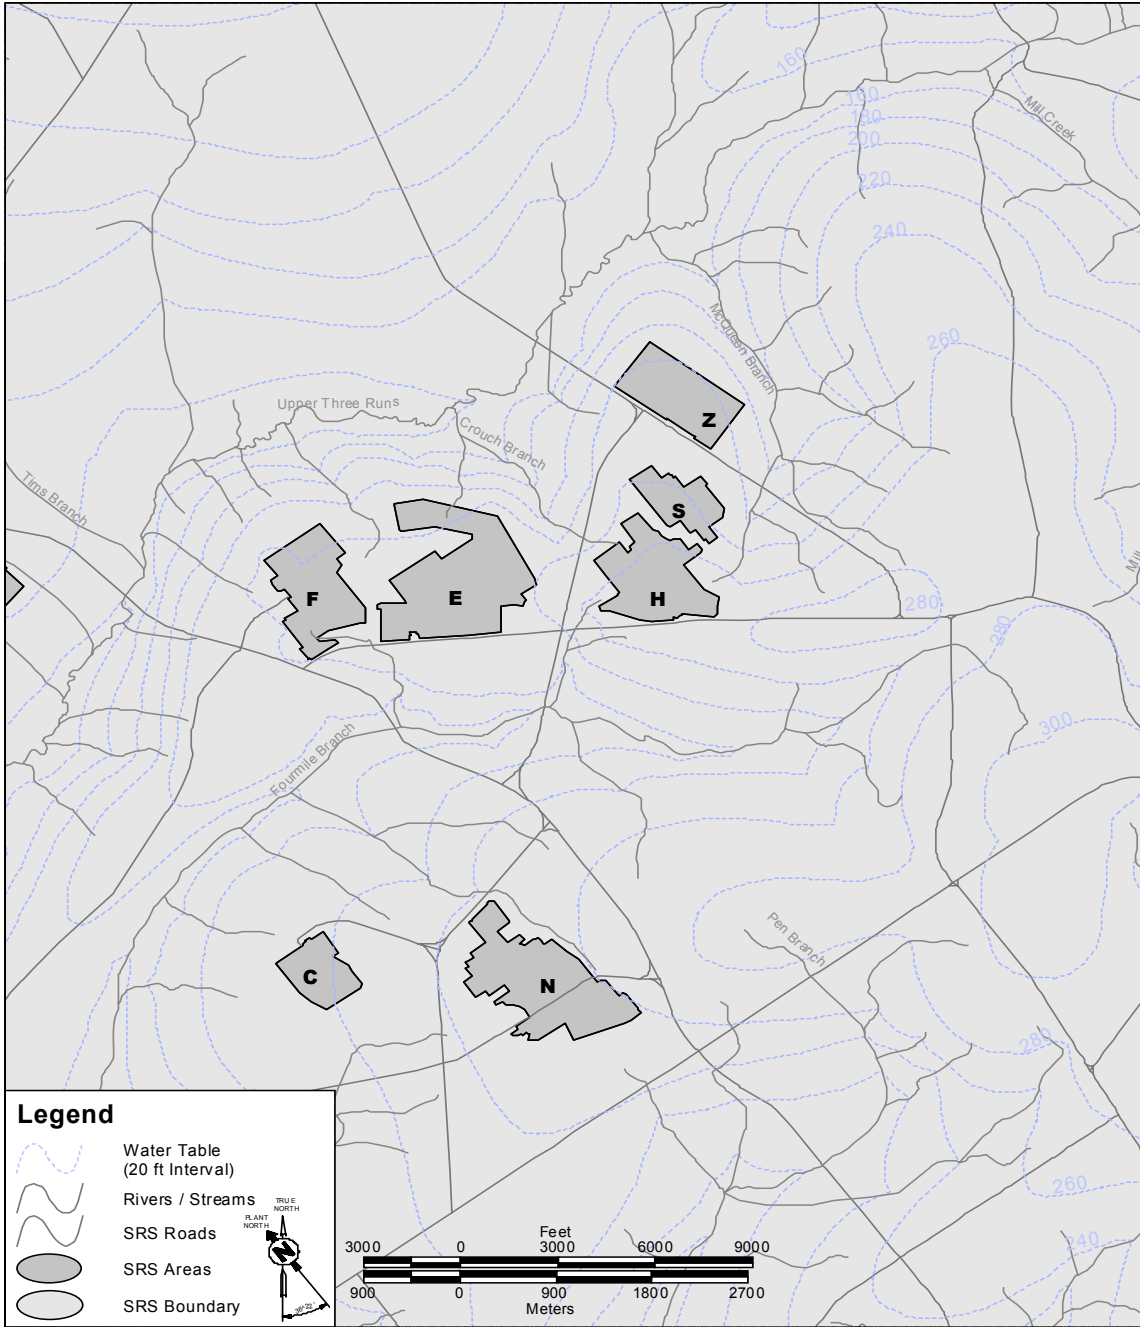 160
160
180
200
220
240
260
Mill Creek
McQueen Branch
Upper Three Runs
Crouch Branch
Tims Branch
Z
S
F
E
H
280
280
300
Fourmile Branch
Pen Branch
C
N
280
260
240
Legend
Water Table
(20 ft Interval)
Rivers / Streams
SRS Roads
SRS Areas
SRS Boundary
TRUE
NORTH
PLANT
NORTH
N
Feet
3000 0 3000 6000 9000
900 0 900 1800 2700
Meters